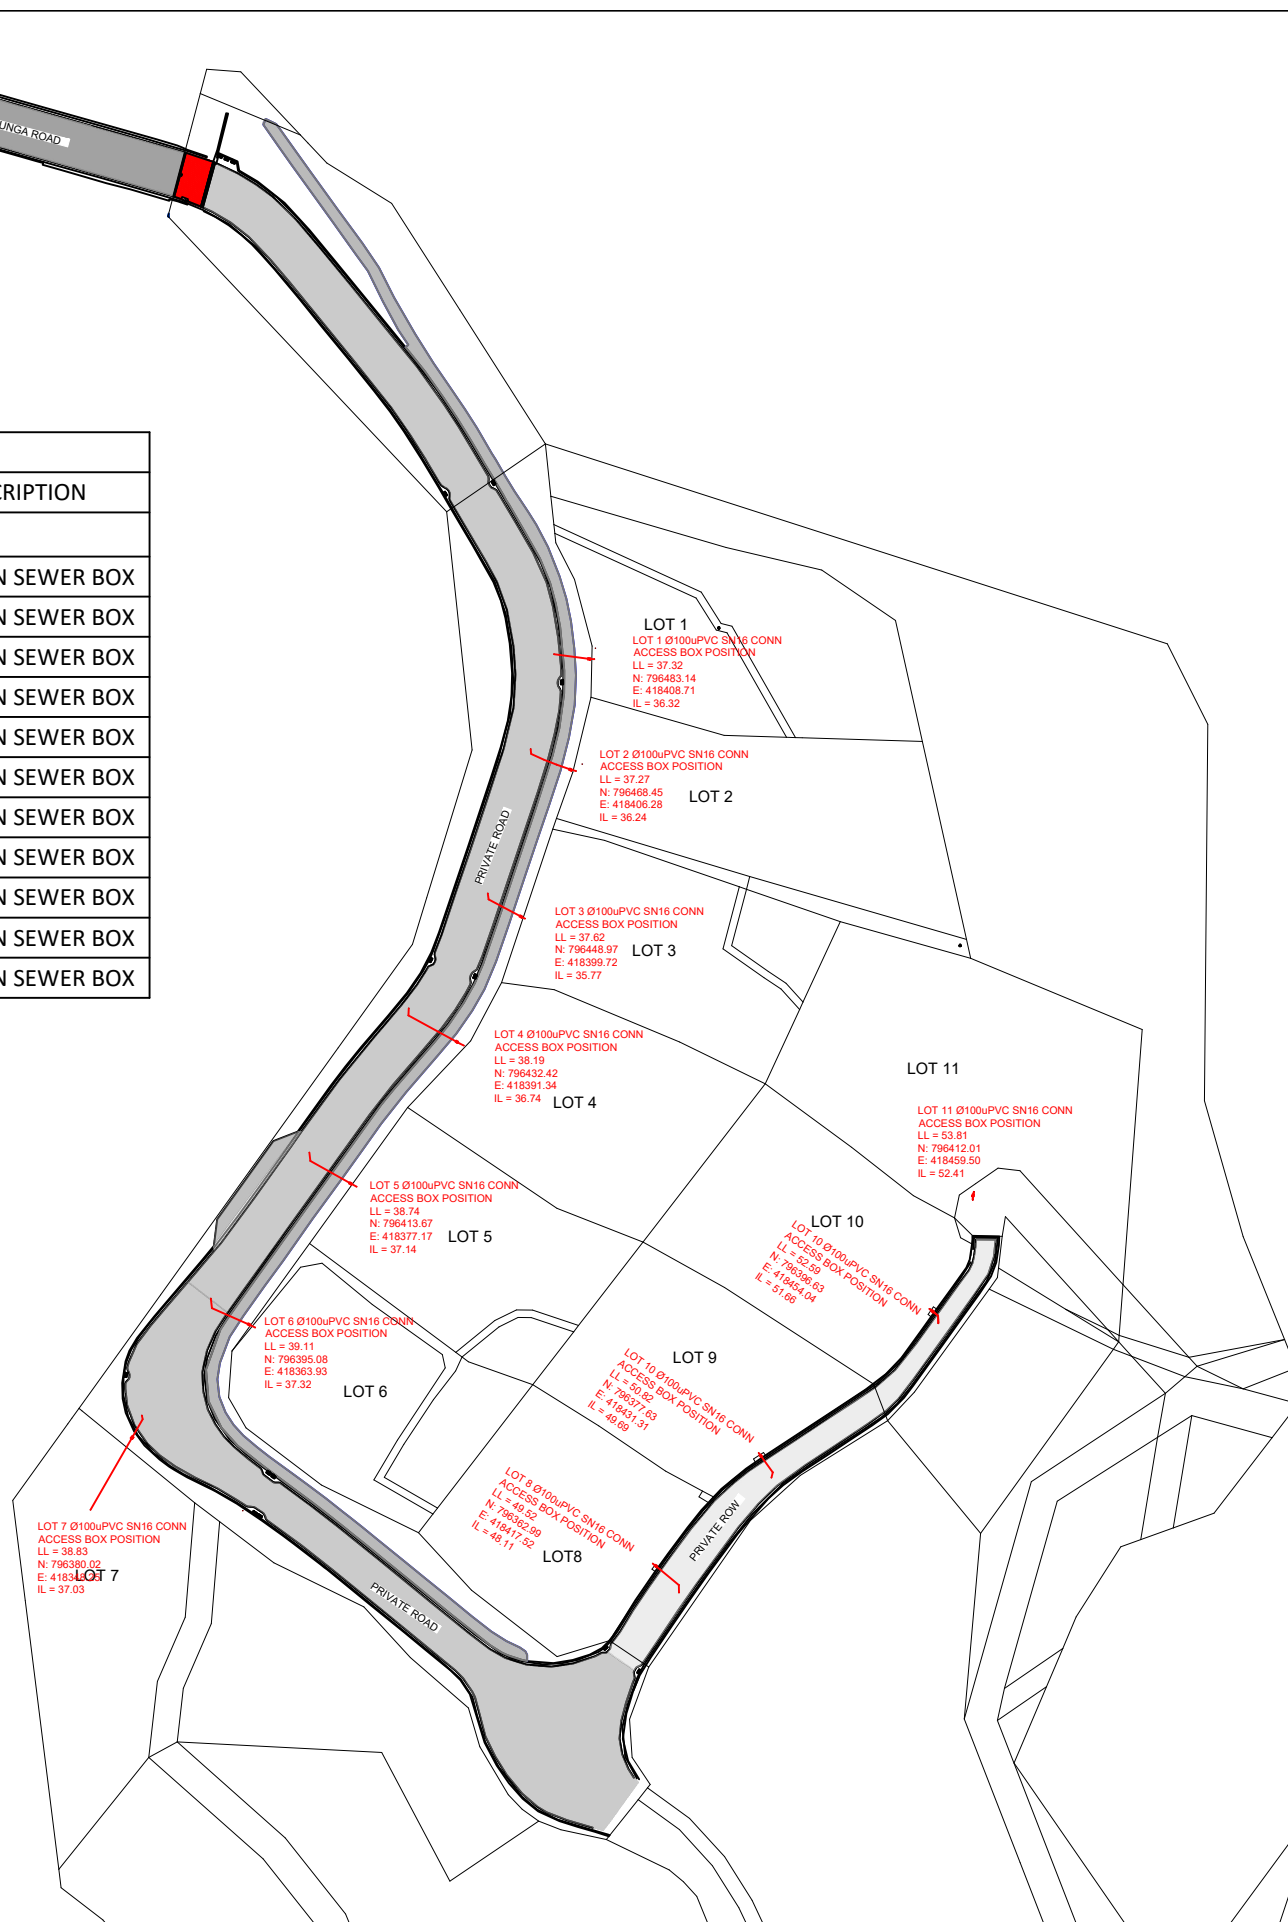 UNGA ROAD
CRIPTION
N SEWER BOX
N SEWER BOX
N SEWER BOX
N SEWER BOX
N SEWER BOX
N SEWER BOX
N SEWER BOX
N SEWER BOX
N SEWER BOX
N SEWER BOX
N SEWER BOX
LOT 1
LOT 1 Ø100uPVC SN16 CONN
ACCESS BOX POSITION
LL = 37.32
N: 796483.14
E: 418408.71
IL = 36.32
LOT 2 Ø100uPVC SN16 CONN
ACCESS BOX POSITION
LL = 37.27
N: 796468.45
E: 418406.28
IL = 36.24
LOT 2
PRIVATE ROAD
LOT 3 Ø100uPVC SN16 CONN
ACCESS BOX POSITION
LL = 37.62
N: 796448.97
E: 418399.72
IL = 35.77
LOT 3
LOT 4 Ø100uPVC SN16 CONN
ACCESS BOX POSITION
LL = 38.19
N: 796432.42
E: 418391.34
IL = 36.74
LOT 4
LOT 11
LOT 11 Ø100uPVC SN16 CONN
ACCESS BOX POSITION
LL = 53.81
N: 796412.01
E: 418459.50
IL = 52.41
LOT 5 Ø100uPVC SN16 CONN
ACCESS BOX POSITION
LL = 38.74
N: 796413.67
E: 418377.17
IL = 37.14
LOT 5
LOT 10
LOT 10 Ø100uPVC SN16 CONN
ACCESS BOX POSITION
LL = 52.59
N: 796396.63
E: 418454.04
IL = 51.66
LOT 6 Ø100uPVC SN16 CONN
ACCESS BOX POSITION
LL = 39.11
N: 796395.08
E: 418363.93
IL = 37.32
LOT 6
LOT 9
LOT 10 Ø100uPVC SN16 CONN
ACCESS BOX POSITION
LL = 50.82
N: 796377.63
E: 418431.31
IL = 49.69
LOT 8 Ø100uPVC SN16 CONN
ACCESS BOX POSITION
LL = 49.52
N: 796362.99
E: 418417.52
IL = 48.11
LOT8
PRIVATE ROW
LOT 7 Ø100uPVC SN16 CONN
ACCESS BOX POSITION
LL = 38.83
N: 796380.02
IL = 37.03
LOT 7
PRIVATE ROAD